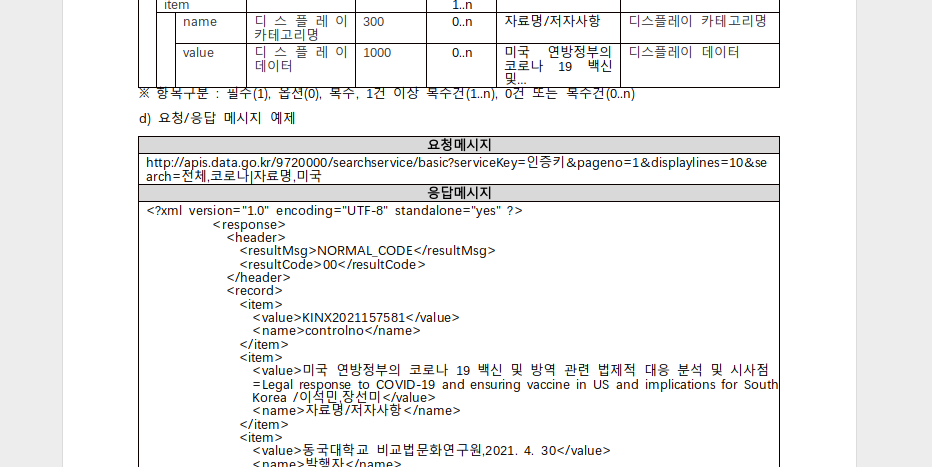 item 1..n
name 디 스 플 레 이 300 0..n 자료명/저자사항 디스플레이 카테고리명
카테고리명
value 디 스 플 레 이 1000 0..n 미국 연방정부의 디스플레이 데이터
데이터 코로나 19 백신
및...
※ 항목구분 : 필수(1), 옵션(0), 복수, 1건 이상 복수건(1..n), 0건 또는 복수건(0..n)
d) 요청/응답 메시지 예제
요청메시지
http://apis.data.go.kr/9720000/searchservice/basic?serviceKey=인증키&pageno=1&displaylines=10&se
arch=전체,코로나|자료명,미국
응답메시지
<?xml version="1.0" encoding="UTF-8" standalone="yes" ?>
<response>
<header>
<resultMsg>NORMAL_CODE</resultMsg>
<resultCode>00</resultCode>
</header>
<record>
<item>
<value>KINX2021157581</value>
<name>controlno</name>
</item>
<item>
<value>미국 연방정부의 코로나 19 백신 및 방역 관련 법제적 대응 분석 및 시사점
=Legal response to COVID-19 and ensuring vaccine in US and implications for South
Korea /이석민,장선미</value>
<name>자료명/저자사항</name>
</item>
<item>
<value>동국대학교 비교법문화연구원,2021. 4. 30</value>
<name>발행자</name>